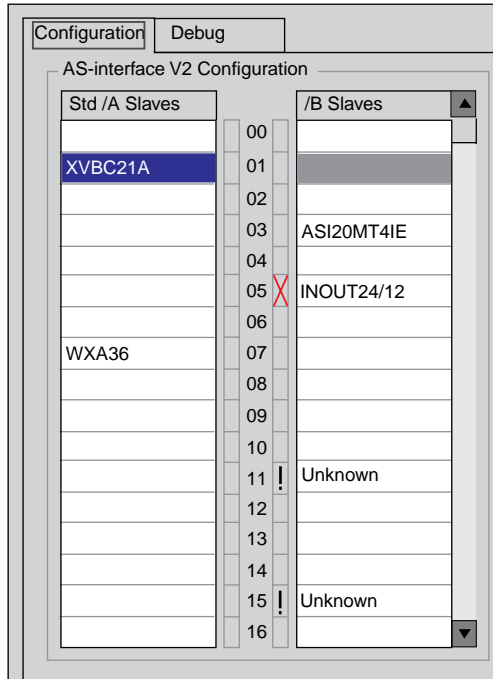 Configuration Debug
AS-interface V2 Configuration
Std /A Slaves /B Slaves
00
XVBC21A 01
02
03 ASI20MT4IE
04
05 INOUT24/12
06
WXA36 07
08
09
10
11 ! Unknown
12
13
14
15 ! Unknown
16